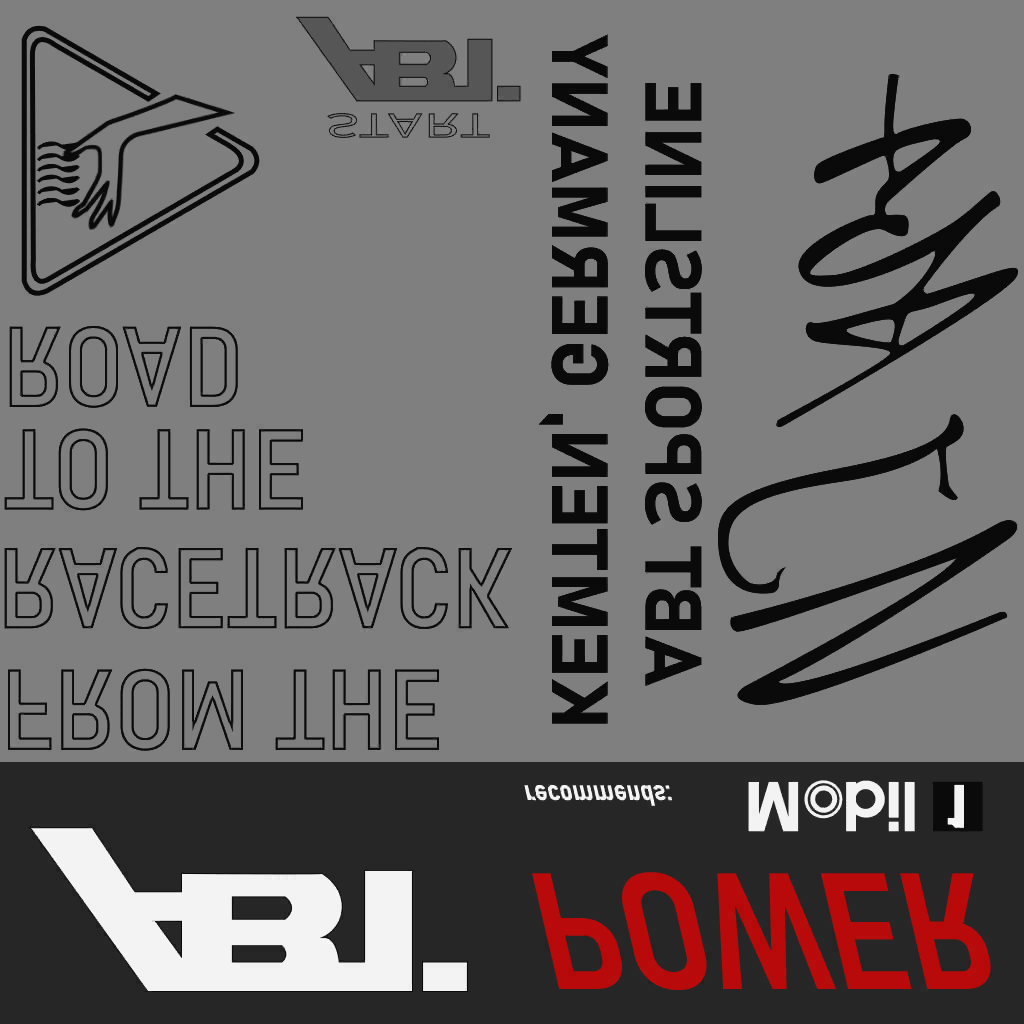 ABT
POWER
recommends:
Mobil 1
FROM THE
RACETRACK
TO THE
ROAD
ABT SPORTSLINE
KEMPTEN, GERMANY
START
ABT